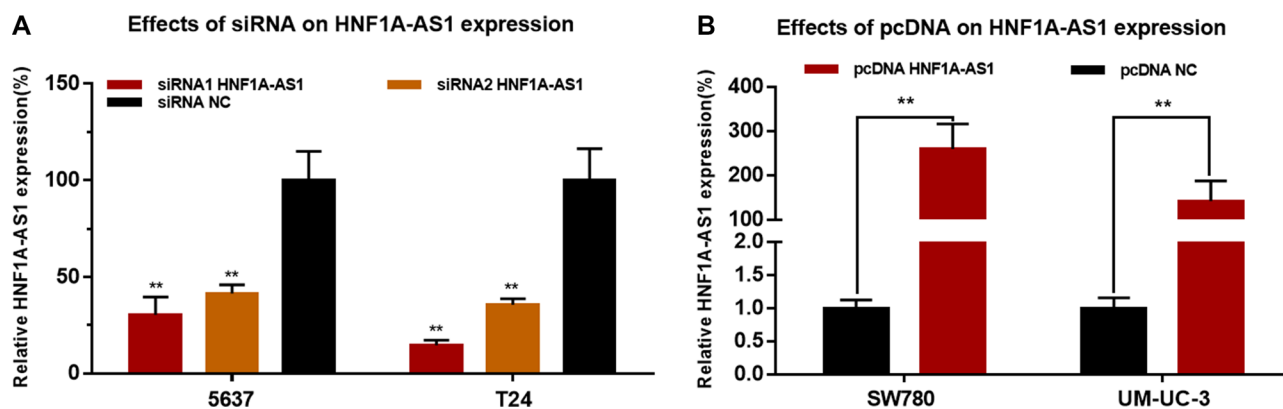 A
Effects of siRNA on HNF1A-AS1 expression
Relative HNF1A-AS1 expression(%)
siRNA1 HNF1A-AS1
siRNA2 HNF1A-AS1
siRNA NC
150
100
50
0
**
**
**
**
5637
T24
B
Effects of pcDNA on HNF1A-AS1 expression
Relative HNF1A-AS1 expression(%)
pcDNA HNF1A-AS1
pcDNA NC
400
300
200
100
2.0
1.5
1.0
0.5
0.0
**
**
SW780
UM-UC-3